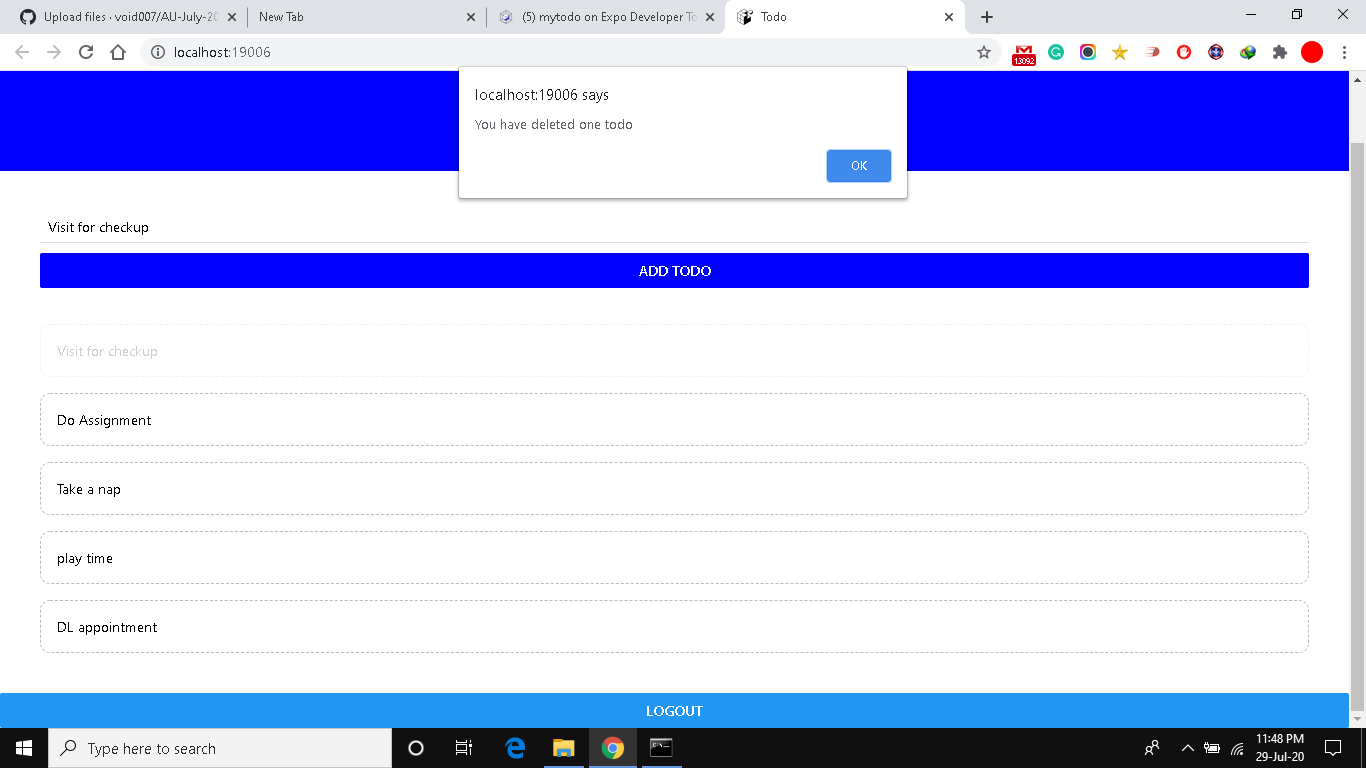 Upload files · void007/AU-July-20
New Tab
(5) mytodo on Expo Developer To
Todo
localhost:19006
13092
localhost:19006 says
You have deleted one todo
OK
Visit for checkup
ADD TODO
Visit for checkup
Do Assignment
Take a nap
play time
DL appointment
LOGOUT
Type here to search
11:48 PM
29-Jul-20